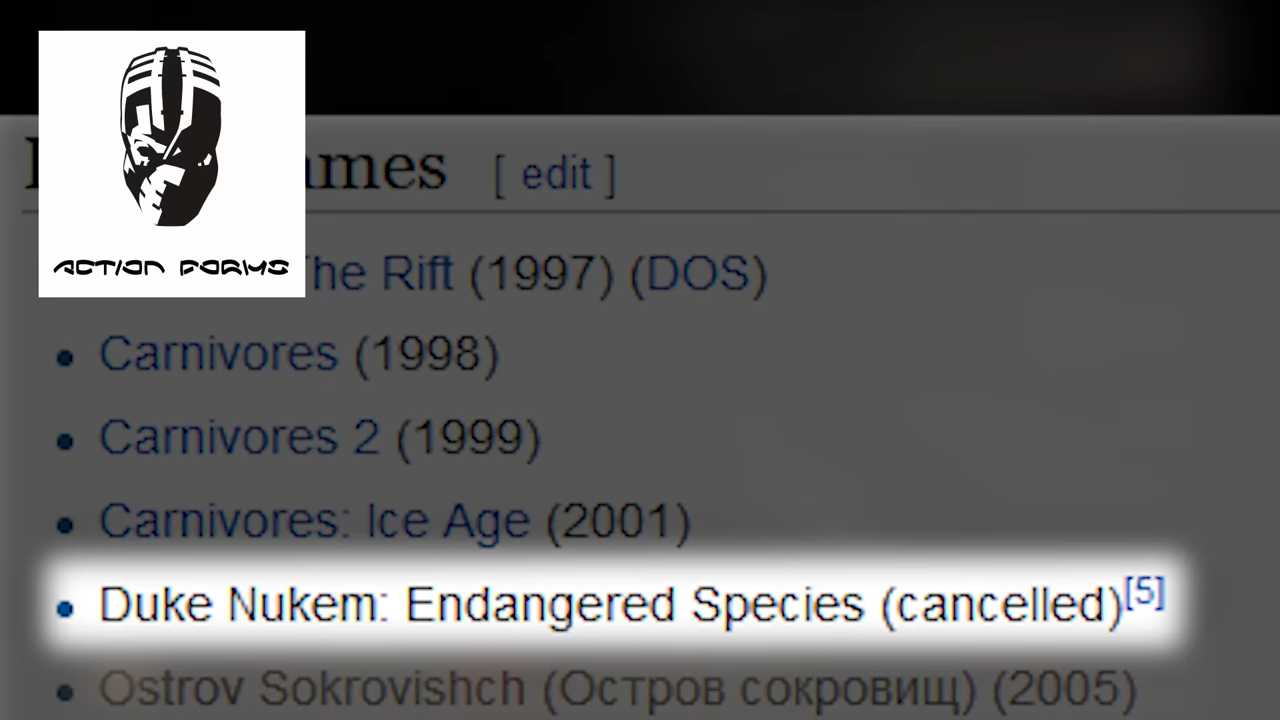 ACTION FORMS
ames [ edit ]
The Rift (1997) (DOS)
• Carnivores (1998)
• Carnivores 2 (1999)
• Carnivores: Ice Age (2001)
• Duke Nukem: Endangered Species (cancelled)[5]
• Ostrov Sokrovishch (Остров сокровищ) (2005)